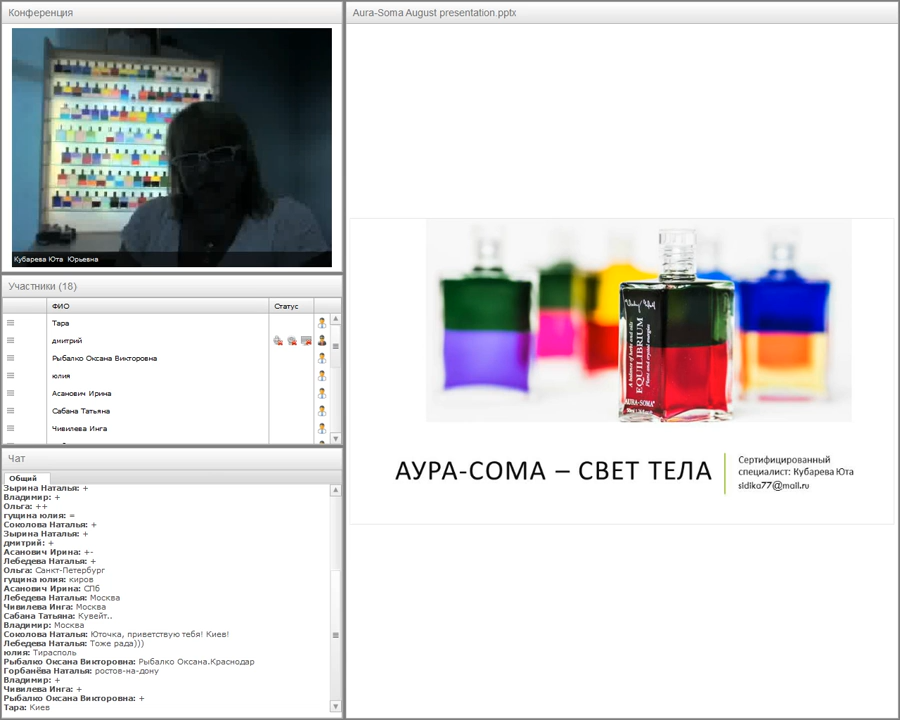 Конференция
Кубарева Юта Юрьевна
Участники (18)
ФИО
Статус
Тара
дмитрий
Рыбалко Оксана Викторовна
юлия
Асанович Ирина
Сабана Татьяна
Чивилева Инга
Чат
Общий
Зырина Наталья: +
Владимир: +
Ольга: ++
гущина юлия: =
Соколова Наталья: +
Зырина Наталья: +
дмитрий: +
Асанович Ирина: +-
Лебедева Наталья: +
Ольга: Санкт-Петербург
гущина юлия: киров
Асанович Ирина: СПб
Лебедева Наталья: Москва
Чивилева Инга: Москва
Сабана Татьяна: Кувейт..
Владимир: Москва
Соколова Наталья: Юточка, приветствую тебя! Киев!
Лебедева Наталья: Тоже рада)))
юлия: Тирасполь
Рыбалко Оксана Викторовна: Рыбалко Оксана.Краснодар
Горбанёва Наталья: ростов-на-дону
Владимир: +
Чивилева Инга: +
Рыбалко Оксана Викторовна: +
Тара: Киев
Aura-Soma August presentation.pptx
EQUILIBRIUM
AURA-SOMA
АУРА-СОМА – СВЕТ ТЕЛА
Сертифицированный
специалист: Кубарева Юта
sidika77@mail.ru